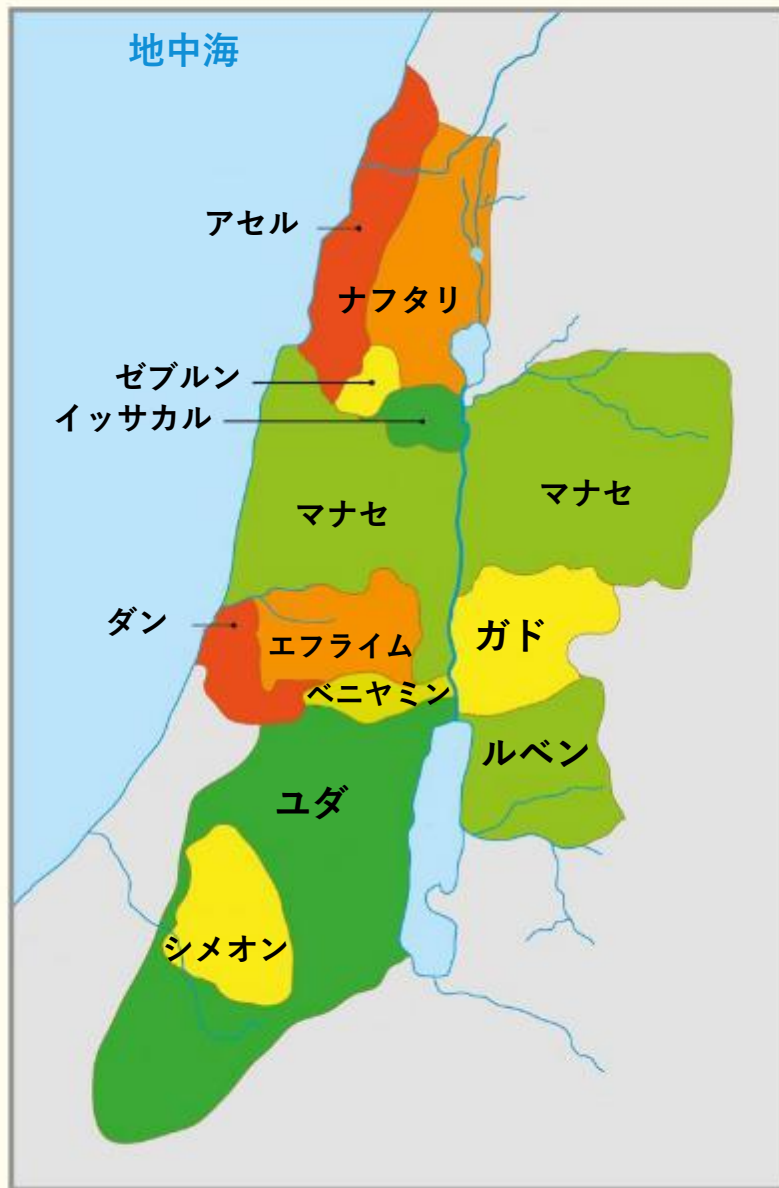 地中海
アセル
ナフタリ
ゼブルン
イッサカル
マナセ
マナセ
ダン
エフライム
ガド
ベニヤミン
ルベン
ユダ
シメオン